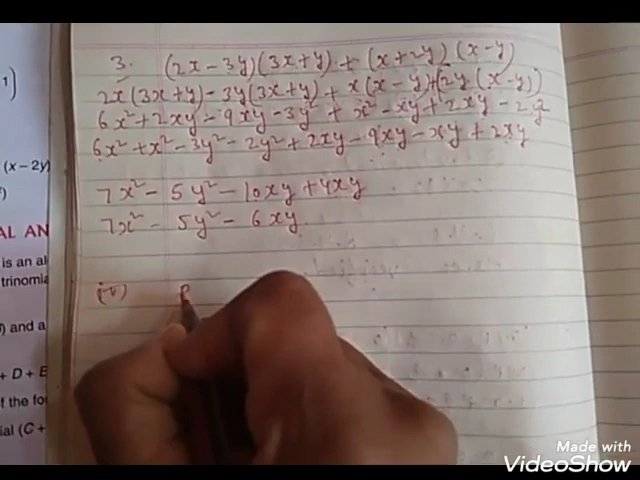 3. (2x - 3y)(3x+y) + (x+2y)(x-y)
2x(3x+y) - 3y(3x+y) + x(x-y)+(2y(x-y))
6x²+2xy - 9xy - 3y² + x² - xy + 2xy - 2y²
6x²+x² - 3y² - 2y² + 2xy - 9xy - xy + 2xy
7x² - 5y² - 10xy + 4xy
7x² - 5y² - 6xy
1)
(x-2y)
AL AN
is an al
trinomia
) and a
+ D + E
f the fo
ial (C +
Made with
VideoShow